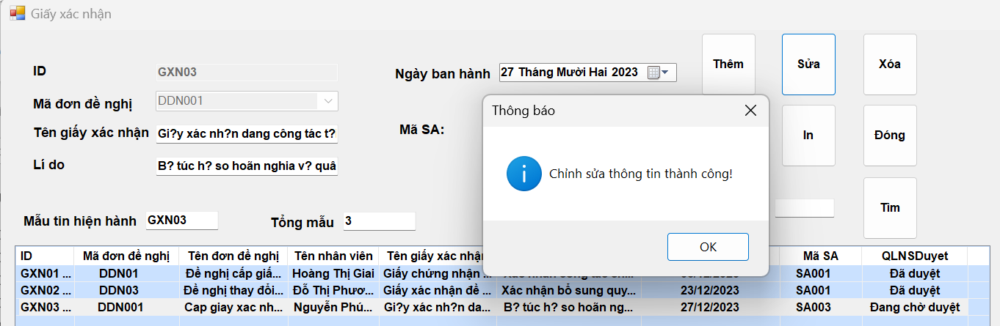 Giấy xác nhận
ID GXN03
Mã đơn đề nghị DDN001
Tên giấy xác nhận Gi?y xác nh?n dang công tác t?
Lí do B? túc h? so hoãn nghia v? quâ
Ngày ban hành 27 Tháng Mười Hai 2023
Mã SA:
Thêm Sửa Xóa
In Đóng
Tìm
Thông báo
Chỉnh sửa thông tin thành công!
OK
Mẫu tin hiện hành GXN03 Tổng mẫu 3
ID Mã đơn đề nghị Tên đơn đề nghị Tên nhân viên Tên giấy xác nhận Mã SA QLNSDuyet
GXN01 ... DDN01 Đề nghị cấp giấ... Hoàng Thị Giai Giấy chứng nhận ... SA001 Đã duyệt
GXN02 ... DDN03 Đề nghị thay đổi... Đỗ Thị Phươ... Giấy xác nhận đề ... Xác nhận bổ sung quy... 23/12/2023 SA001 Đã duyệt
GXN03 ... DDN001 Cap giay xac nh... Nguyễn Phú... Gi?y xác nh?n da... B? túc h? so hoãn ng... 27/12/2023 SA003 Đang chờ duyệt